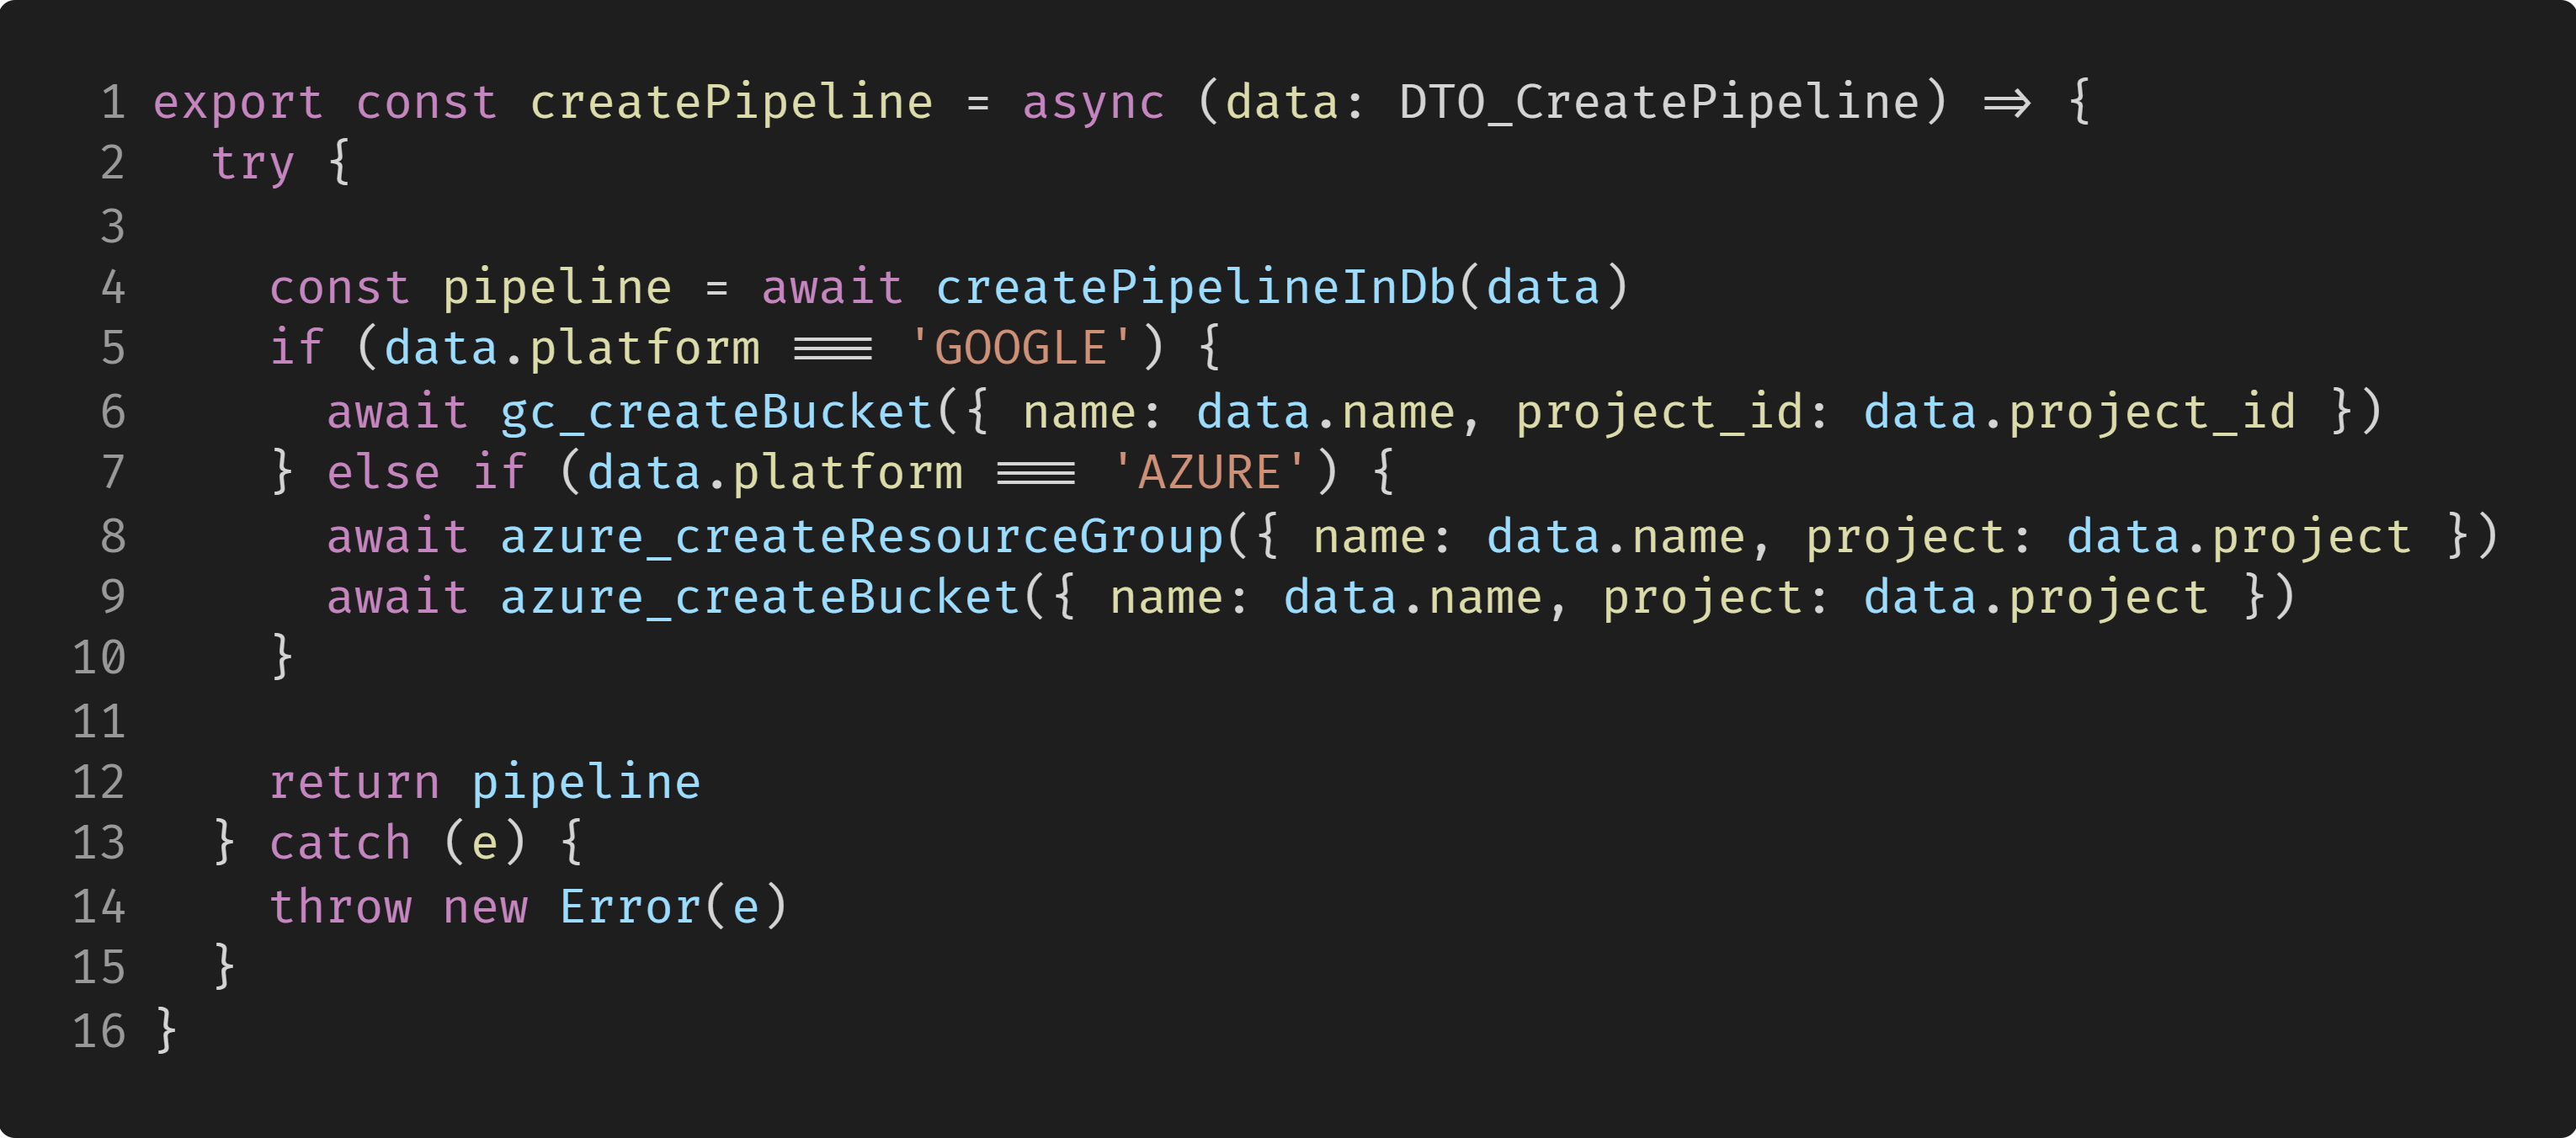 1 export const createPipeline = async (data: DTO_CreatePipeline) => {
2   try {
3
4     const pipeline = await createPipelineInDb(data)
5     if (data.platform === 'GOOGLE') {
6       await gc_createBucket({ name: data.name, project_id: data.project_id })
7     } else if (data.platform === 'AZURE') {
8       await azure_createResourceGroup({ name: data.name, project: data.project })
9       await azure_createBucket({ name: data.name, project: data.project })
10     }
11
12     return pipeline
13   } catch (e) {
14     throw new Error(e)
15   }
16 }